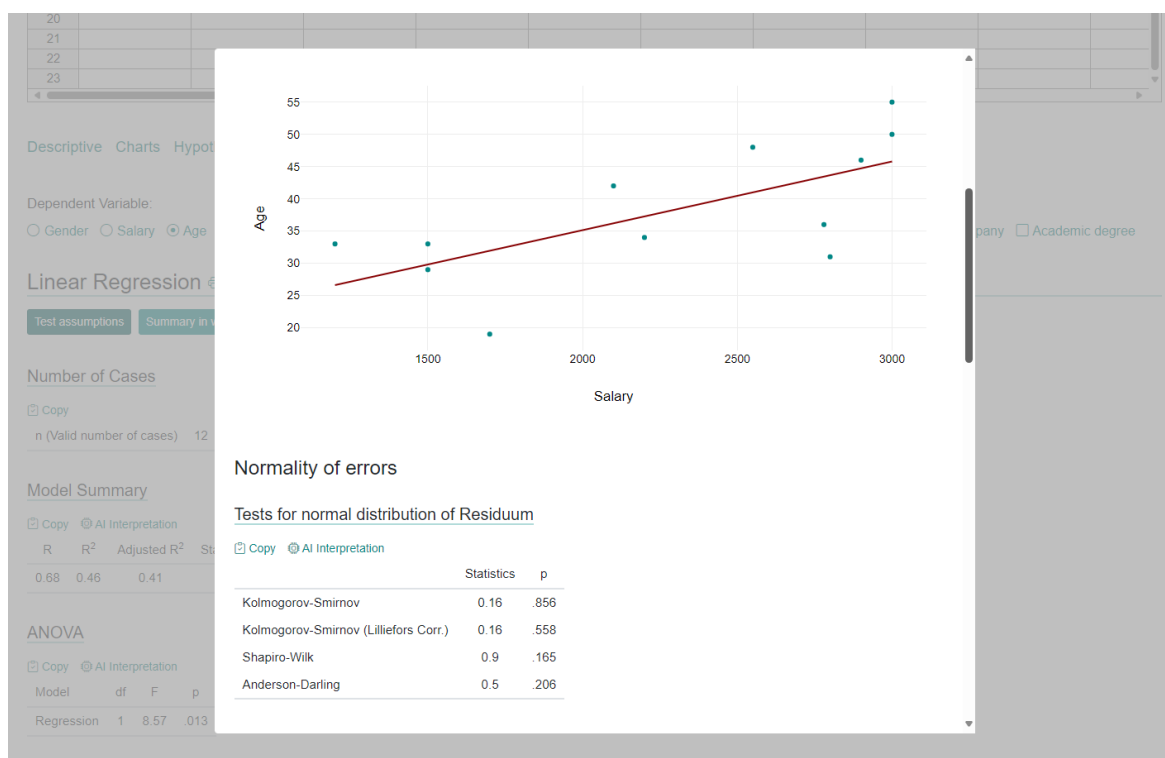 20
21
22
23
Descriptive Charts Hypot
Dependent Variable:
Gender Salary Age
pany Academic degree
Linear Regression
Test assumptions Summary in
Number of Cases
Copy
n (Valid number of cases) 12
Model Summary
Copy AI Interpretation
R R² Adjusted R² Sta
0.68 0.46 0.41
ANOVA
Copy AI Interpretation
Model df F p
Regression 1 8.57 .013
55
50
45
40
35
30
25
20
Age
1500 2000 2500 3000
Salary
Normality of errors
Tests for normal distribution of Residuum
Copy AI Interpretation
Statistics p
Kolmogorov-Smirnov 0.16 .856
Kolmogorov-Smirnov (Lilliefors Corr.) 0.16 .558
Shapiro-Wilk 0.9 .165
Anderson-Darling 0.5 .206